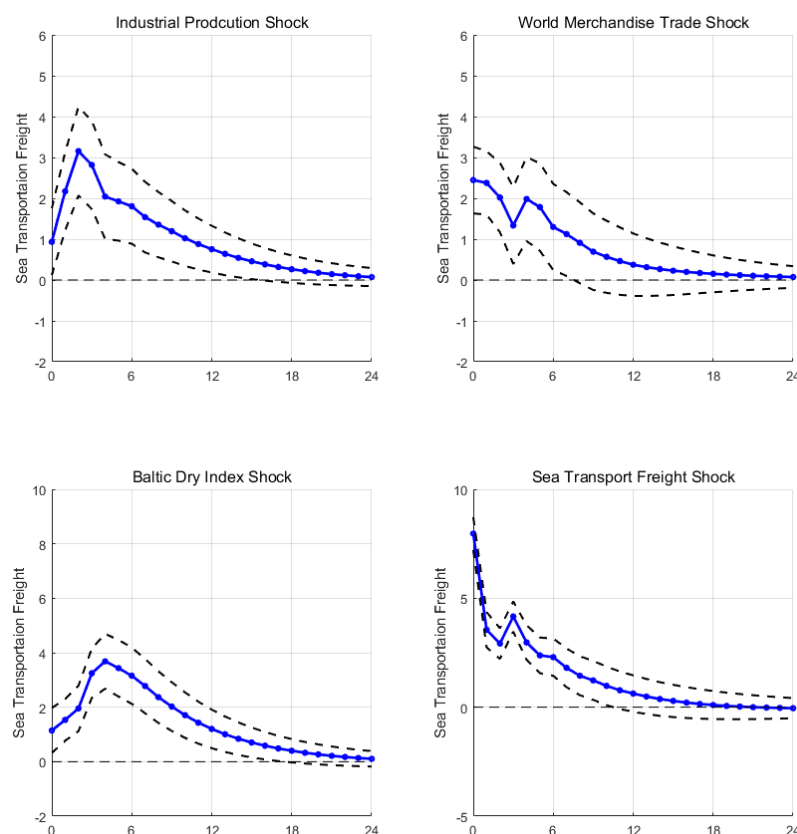 Industrial Prodcution Shock
Sea Transportaion Freight
6
5
4
3
2
1
0
-1
-2
0 6 12 18 24
World Merchandise Trade Shock
Sea Transportaion Freight
6
5
4
3
2
1
0
-1
-2
0 6 12 18 24
Baltic Dry Index Shock
Sea Transportaion Freight
10
8
6
4
2
0
-2
0 6 12 18 24
Sea Transport Freight Shock
Sea Transportaion Freight
10
5
0
-5
0 6 12 18 24